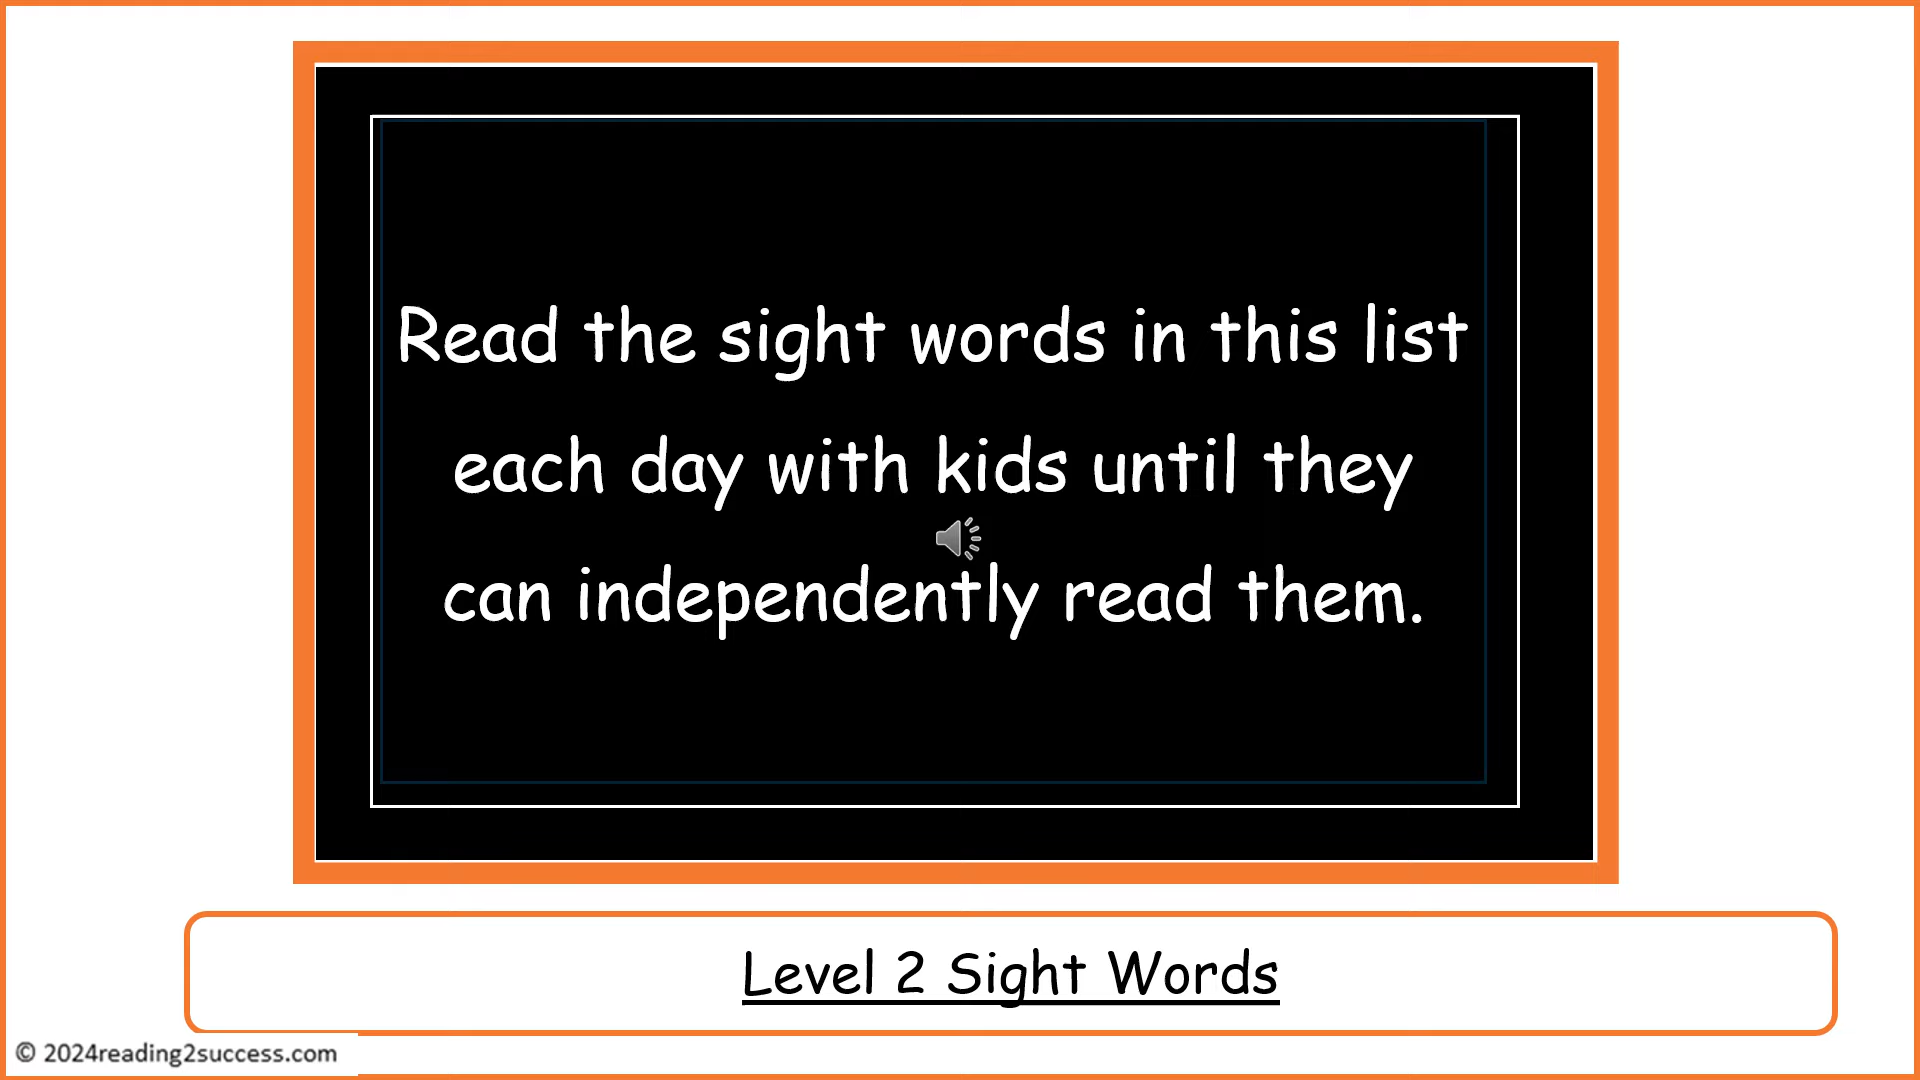 Read the sight words in this list
each day with kids until they
can independently read them.
Level 2 Sight Words
© 2024reading2success.com